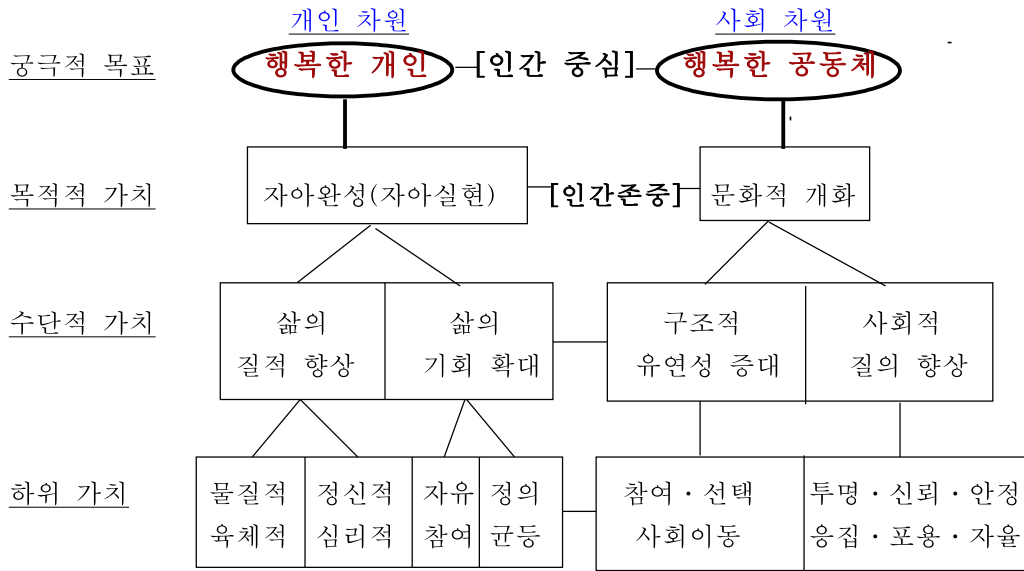 개인 차원 사회 차원
궁극적 목표 행복한 개인 [인간 중심] 행복한 공동체
목적적 가치 자아완성(자아실현) [인간존중] 문화적 개화
수단적 가치
삶의 삶의 구조적 사회적
질적 향상 기회 확대 유연성 증대 질의 향상
하위 가치
물질적 정신적 자유 정의 참여·선택 투명·신뢰·안정
육체적 심리적 참여 균등 사회이동 응집·포용·자율